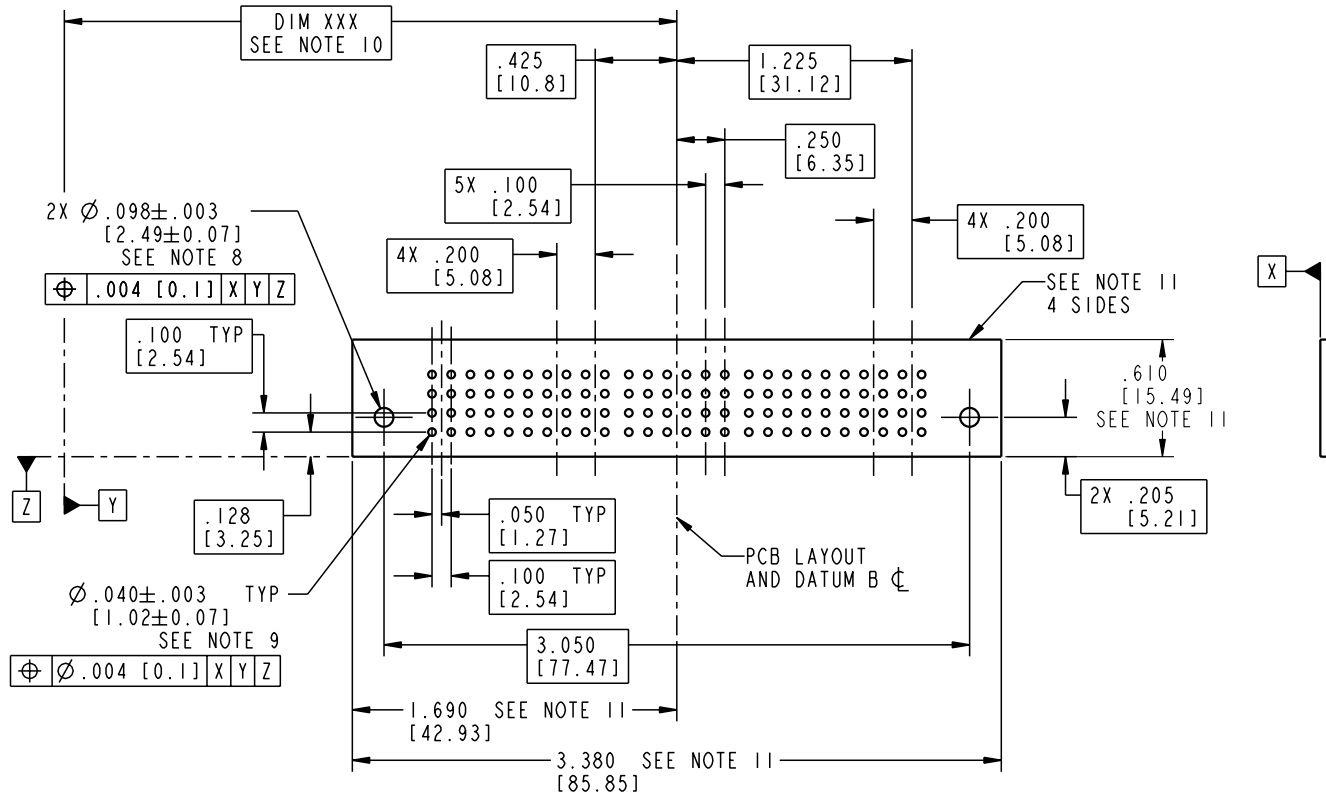 DIM XXX
SEE NOTE 10
.425
[10.8]
1.225
[31.12]
.250
[6.35]
5X .100
[2.54]
4X .200
[5.08]
2X Ø.098±.003
[2.49±0.07]
SEE NOTE 8
⌖ .004 [0.1] X Y Z
4X .200
[5.08]
X
SEE NOTE 11
4 SIDES
.100 TYP
[2.54]
.610
[15.49]
SEE NOTE 11
Z
Y
.128
[3.25]
.050 TYP
[1.27]
2X .205
[5.21]
PCB LAYOUT
AND DATUM B ℄
.100 TYP
[2.54]
Ø.040±.003 TYP
[1.02±0.07]
SEE NOTE 9
⌖ Ø.004 [0.1] X Y Z
3.050
[77.47]
1.690 SEE NOTE 11
[42.93]
3.380 SEE NOTE 11
[85.85]